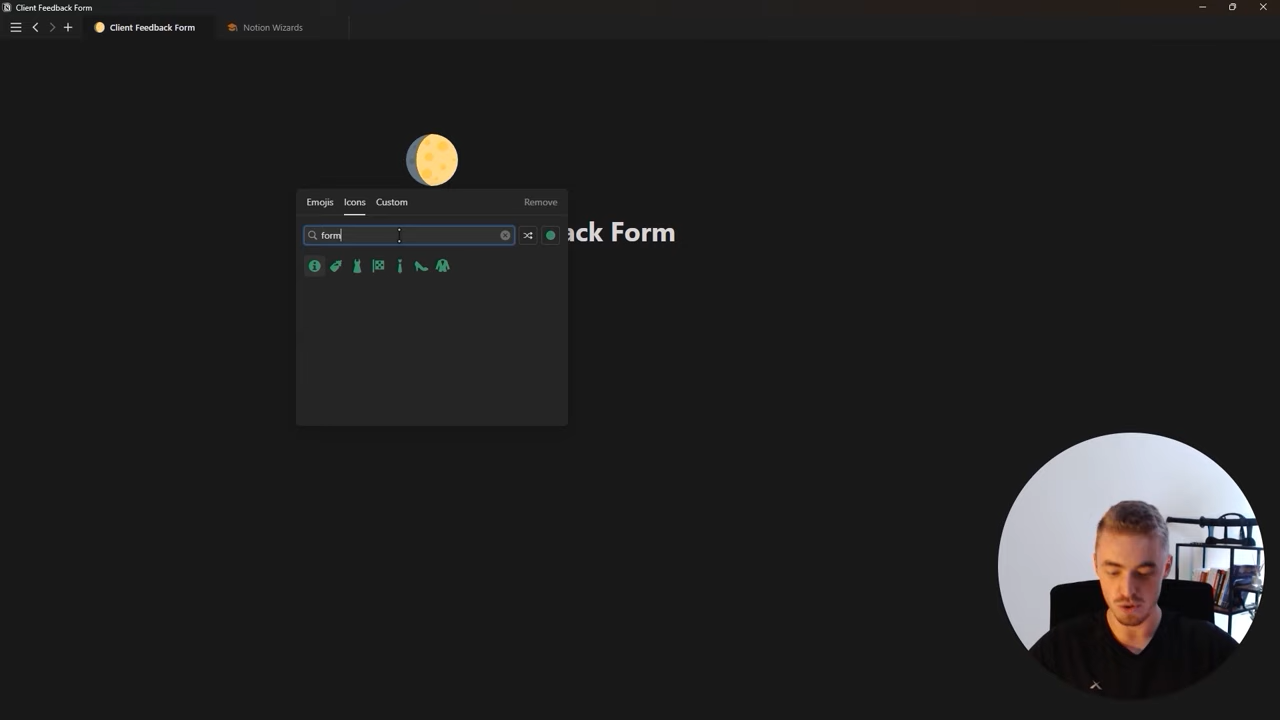 Client Feedback Form
Client Feedback Form
Notion Wizards
Emojis
Icons
Custom
Remove
form
ack Form